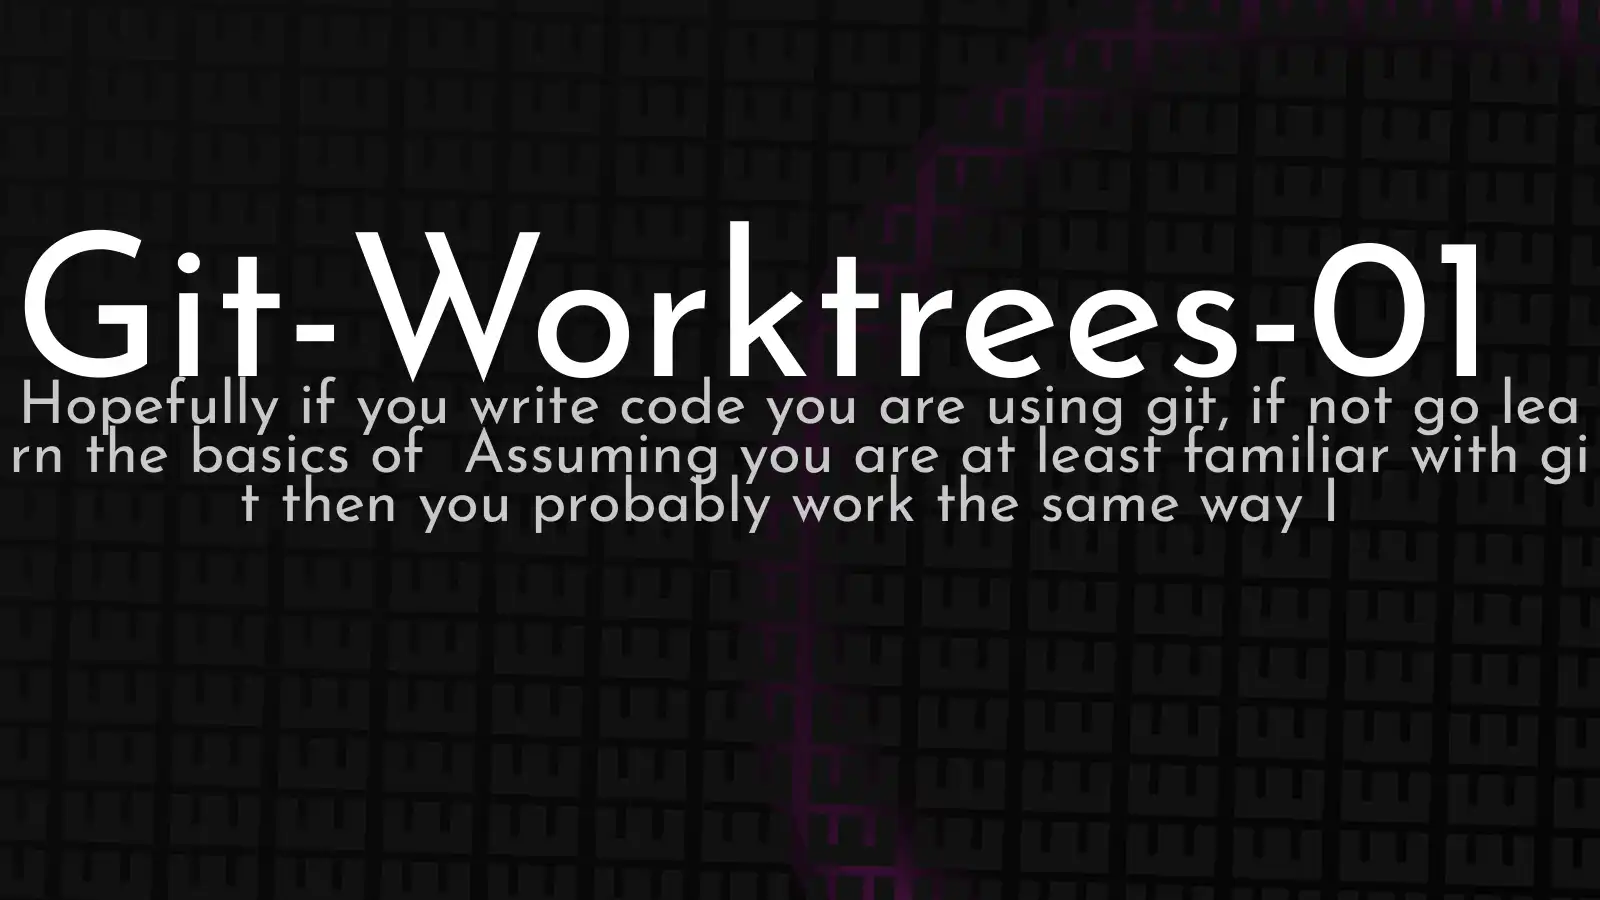 Git-Worktrees-01
Hopefully if you write code you are using git, if not go lea
rn the basics of  Assuming you are at least familiar with gi
t then you probably work the same way I